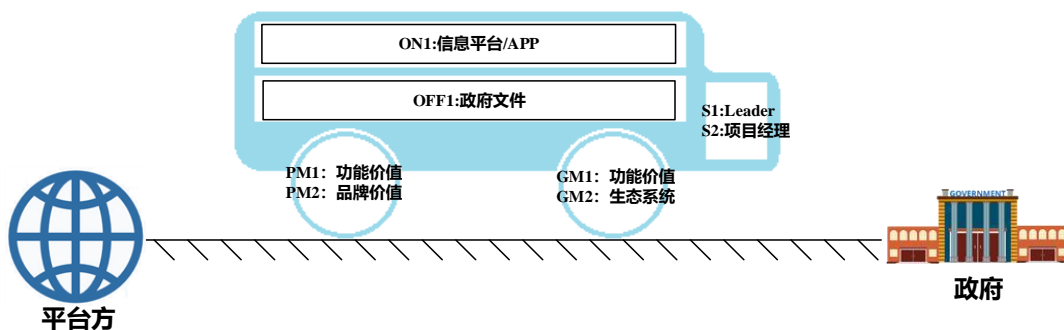 ON1:信息平台/APP
OFF1:政府文件
S1:Leader
S2:项目经理
PM1：功能价值
PM2：品牌价值
GM1：功能价值
GM2：生态系统
GOVERNMENT
平台方
政府